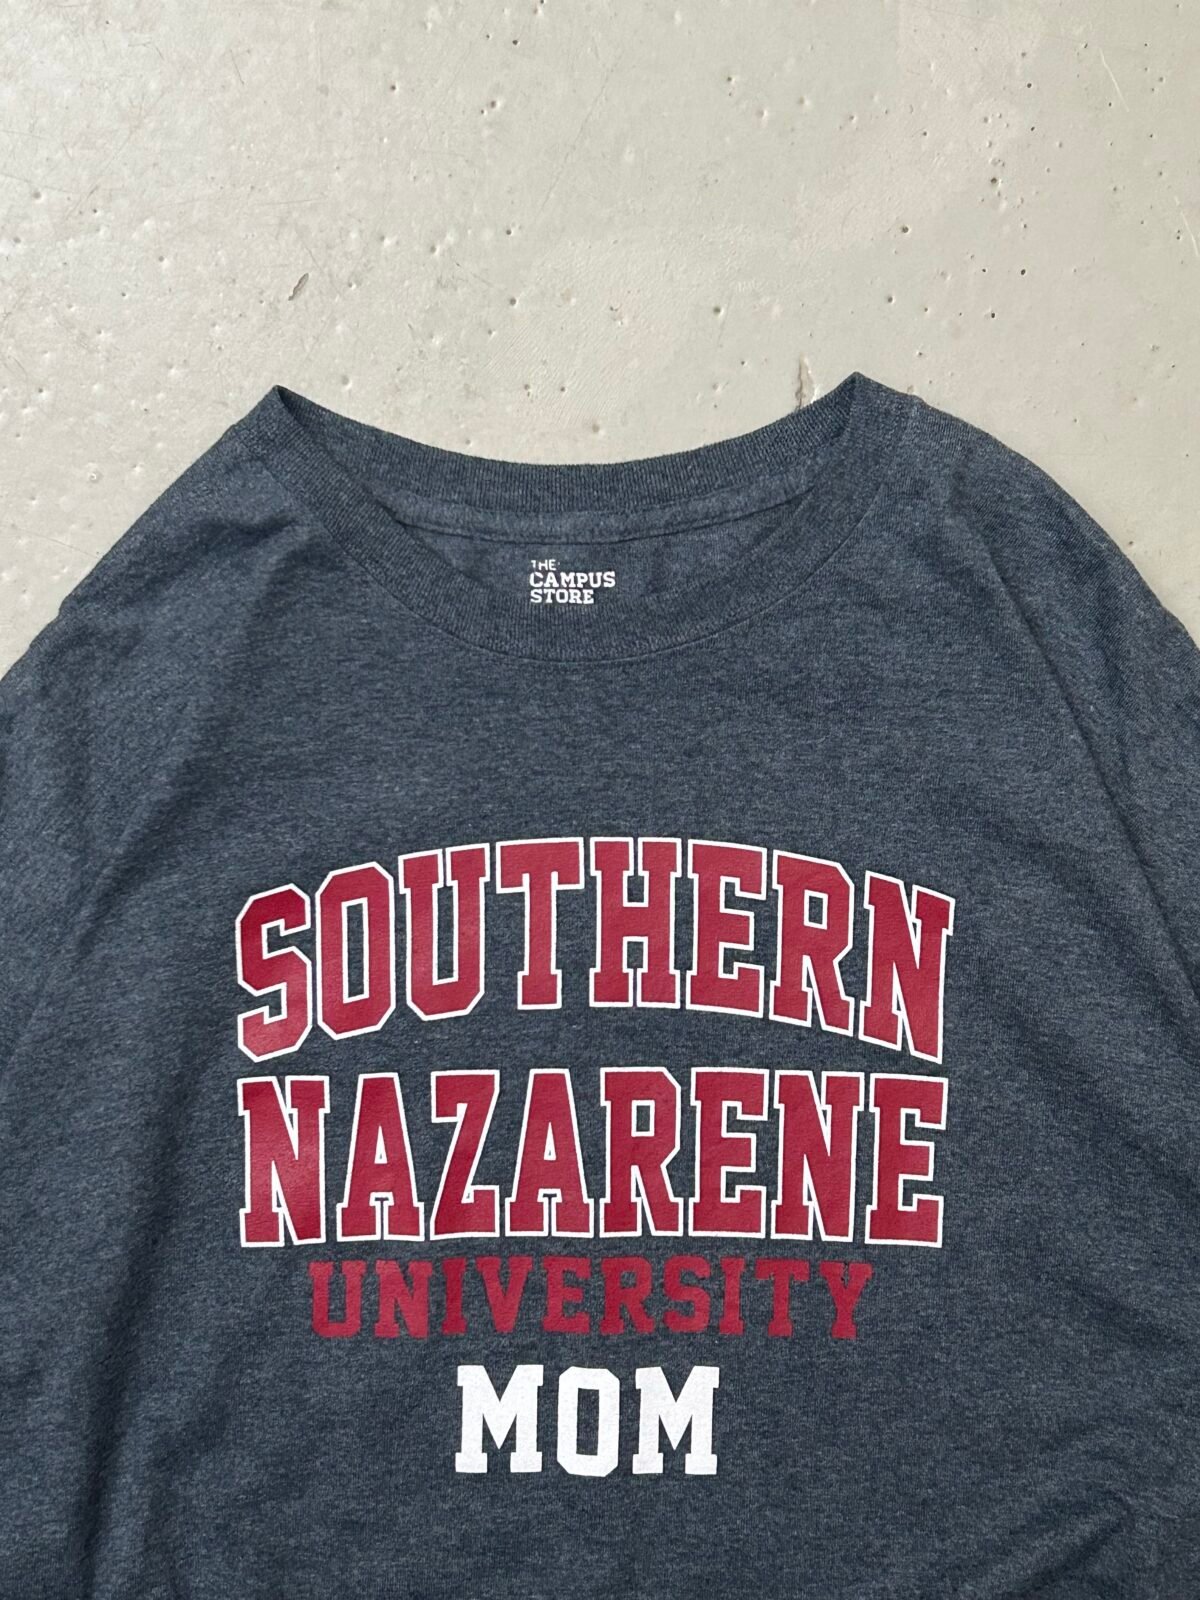 THE
CAMPUS
STORE
SOUTHERN
NAZARENE
UNIVERSITY
MOM